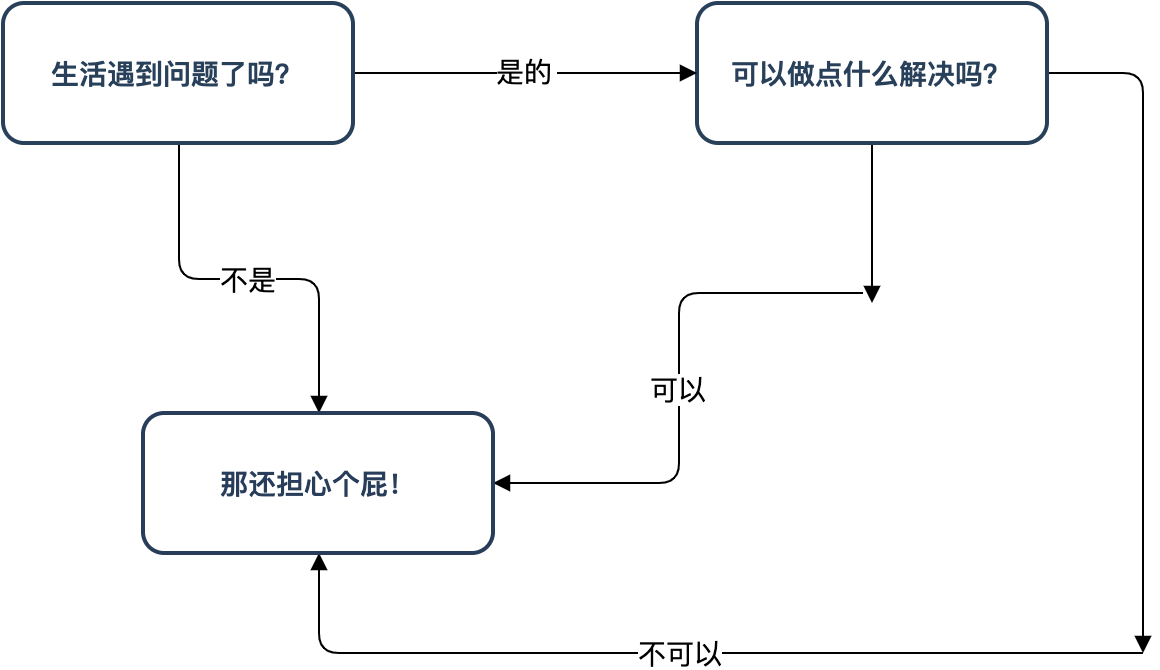 生活遇到问题了吗？
是的
可以做点什么解决吗？
不是
可以
那还担心个屁！
不可以